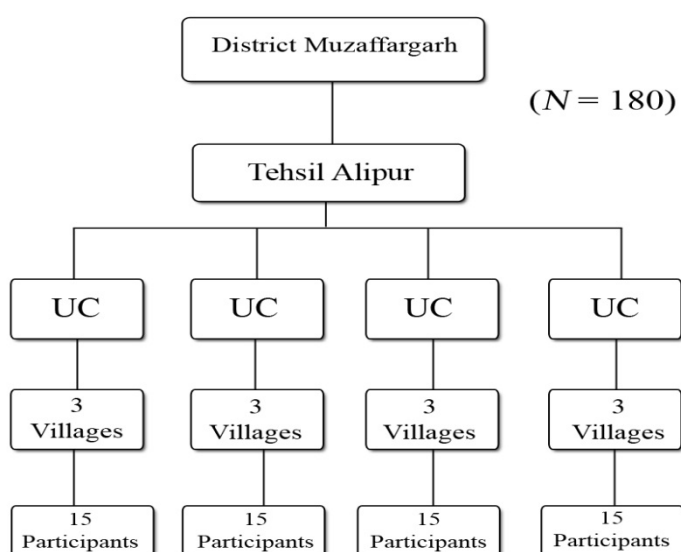 District Muzaffargarh
(N = 180)
Tehsil Alipur
UC
UC
UC
UC
3
Villages
3
Villages
3
Villages
3
Villages
15
Participants
15
Participants
15
Participants
15
Participants